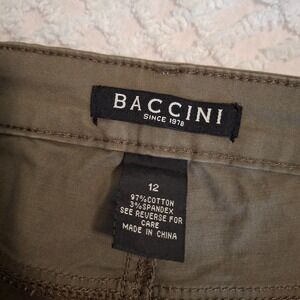 BACCINI
SINCE 1978
12
97%COTTON
3%SPANDEX
SEE REVERSE FOR
CARE
MADE IN CHINA